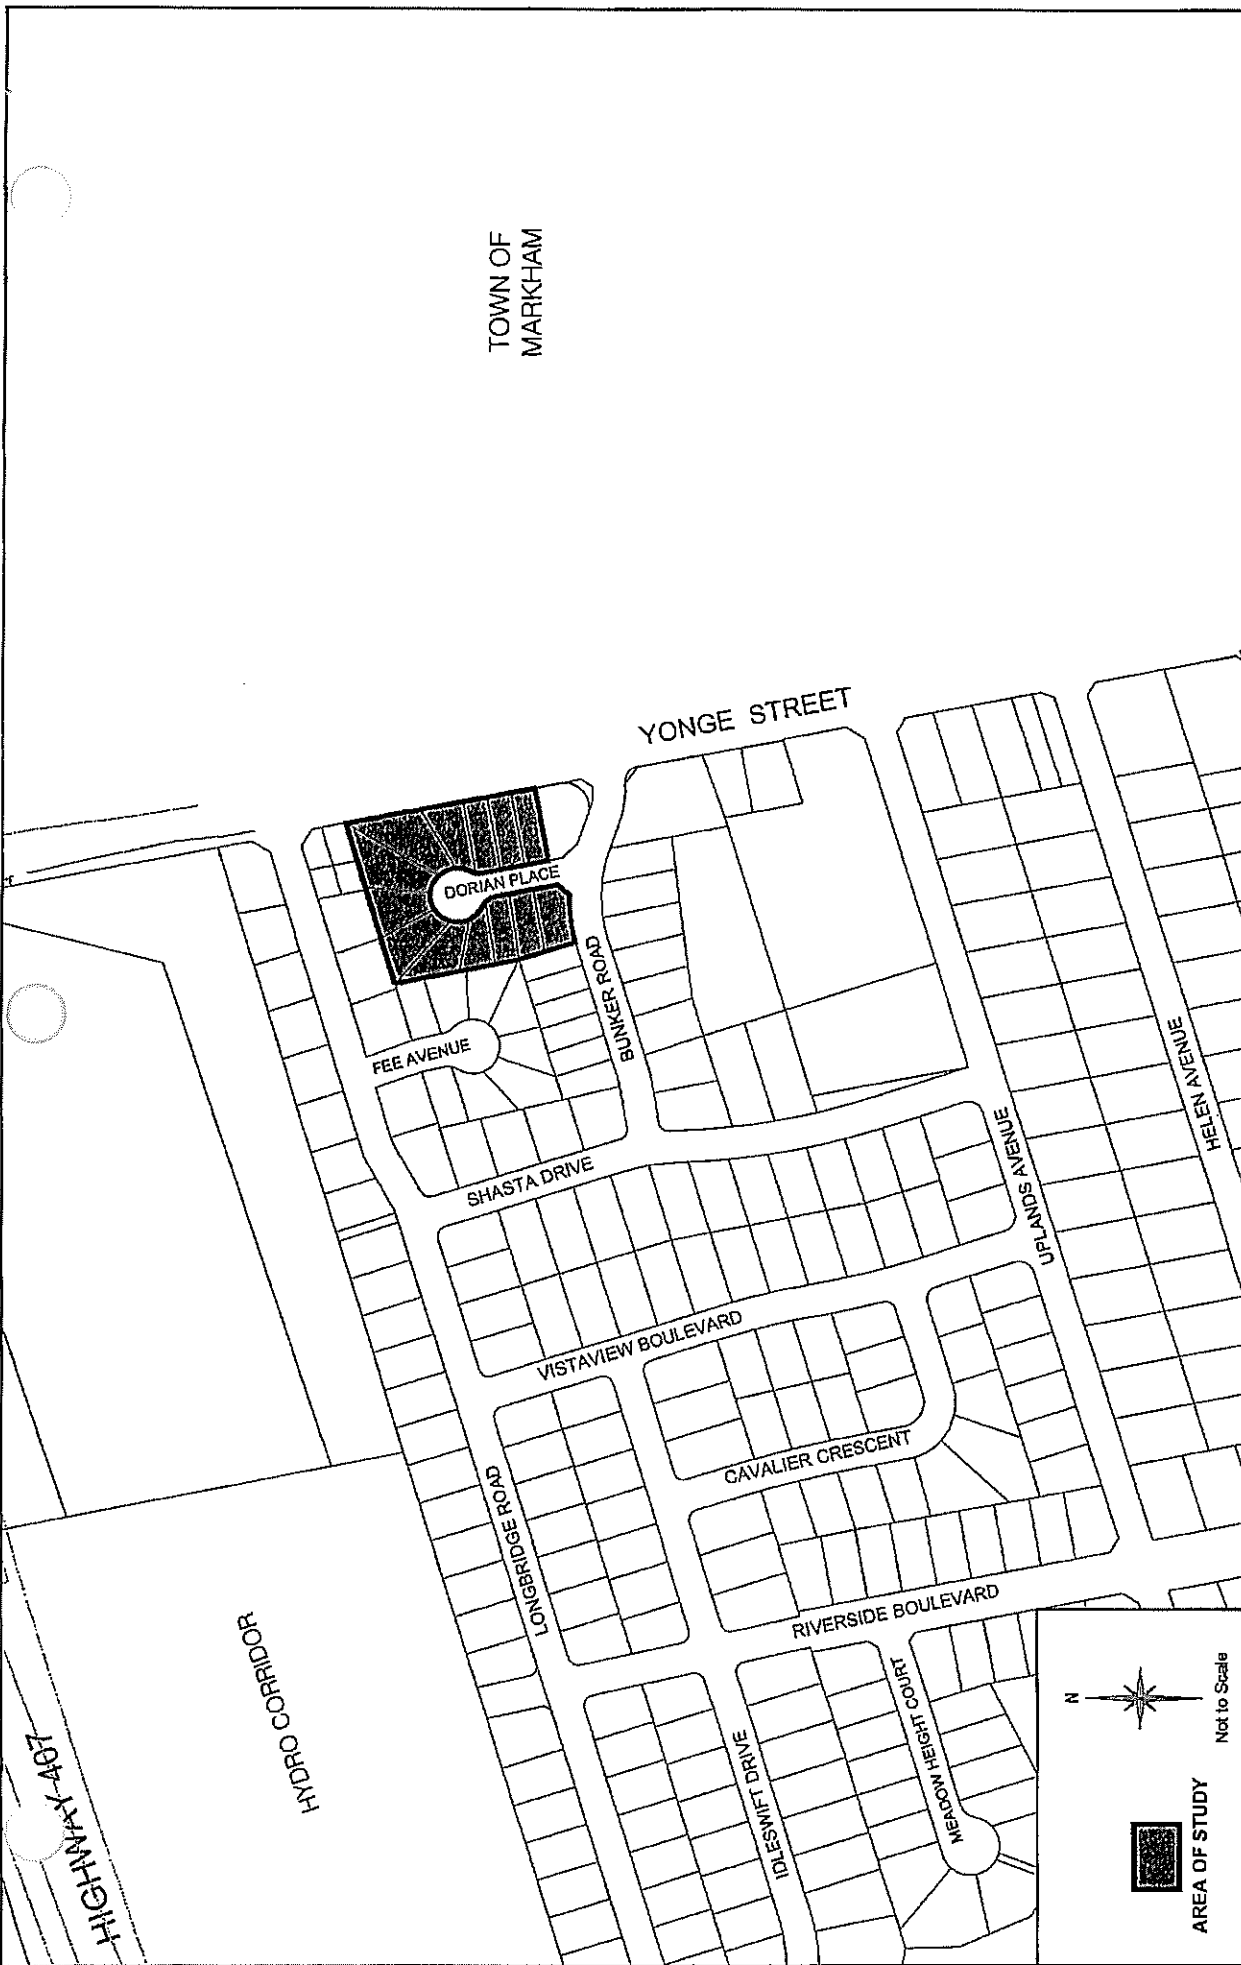 TOWN OF
MARKHAM
YONGE STREET
DORIAN PLACE
BUNKER ROAD
FEE AVENUE
SHASTA DRIVE
HELEN AVENUE
UPLANDS AVENUE
VISTAVIEW BOULEVARD
CAVALIER CRESCENT
LONGBRIDGE ROAD
RIVERSIDE BOULEVARD
HYDRO CORRIDOR
HIGHWAY 407
MEADOW HEIGHT COURT
IDLESWIFT DRIVE
N
Not to Scale
AREA OF STUDY